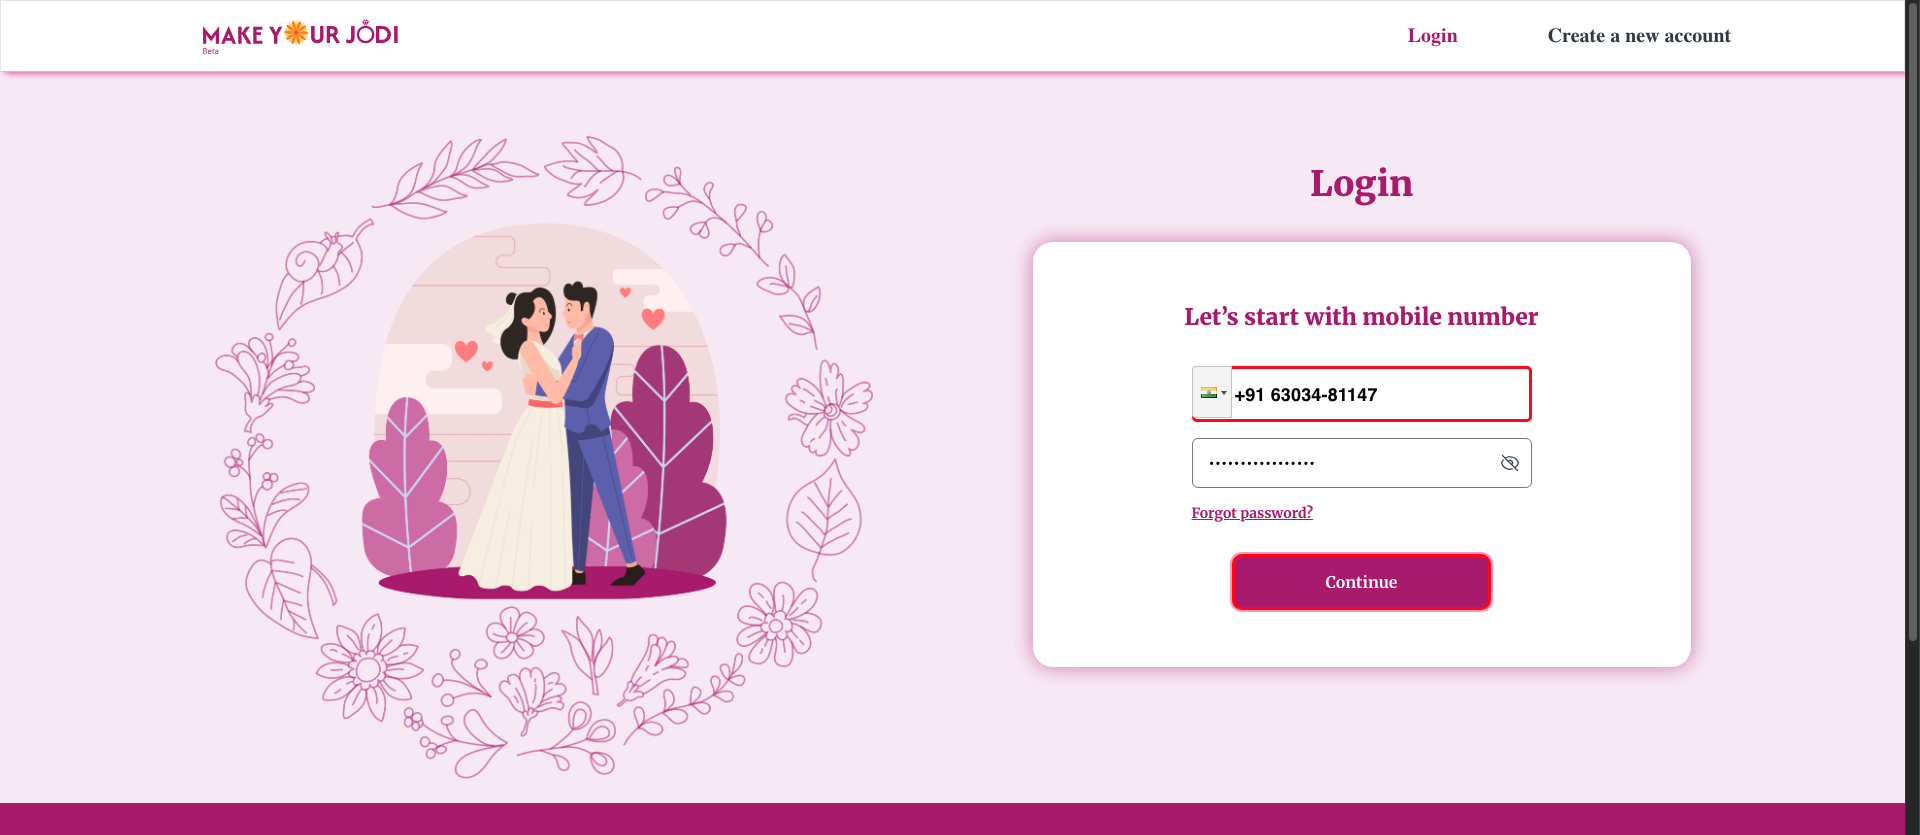 MAKE YOUR JODI
Beta
Login
Create a new account
Login
Let’s start with mobile number
+91 63034-81147
•••••••••••••••••
Forgot password?
Continue